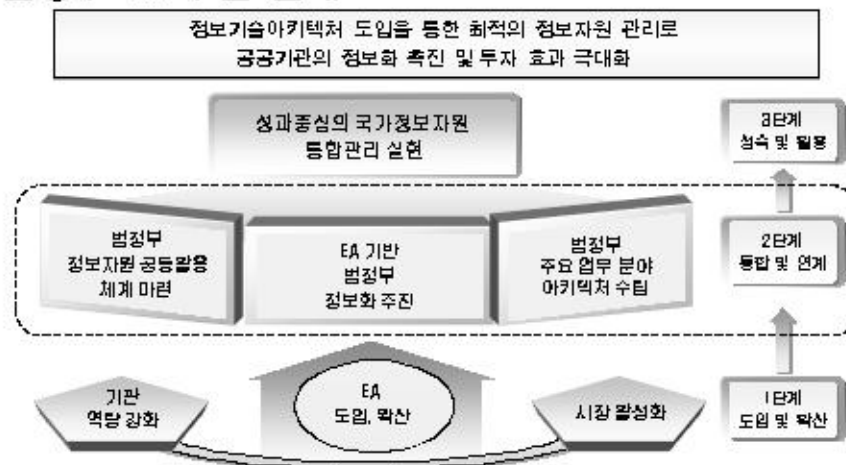 정보기술아키텍처 도입을 통한 최적의 정보자원 관리로
공공기관의 정보화 촉진 및 투자 효과 극대화
성과중심의 국가정보자원
통합관리 실현
3단계
성숙 및 활용
범정부
정보자원 공동활용
체계 마련
EA 기반
범정부
정보화 추진
범정부
주요 업무 분야
아키텍처 수립
2단계
통합 및 연계
기관
역량 강화
EA
도입, 확산
시장 활성화
1단계
도입 및 확산